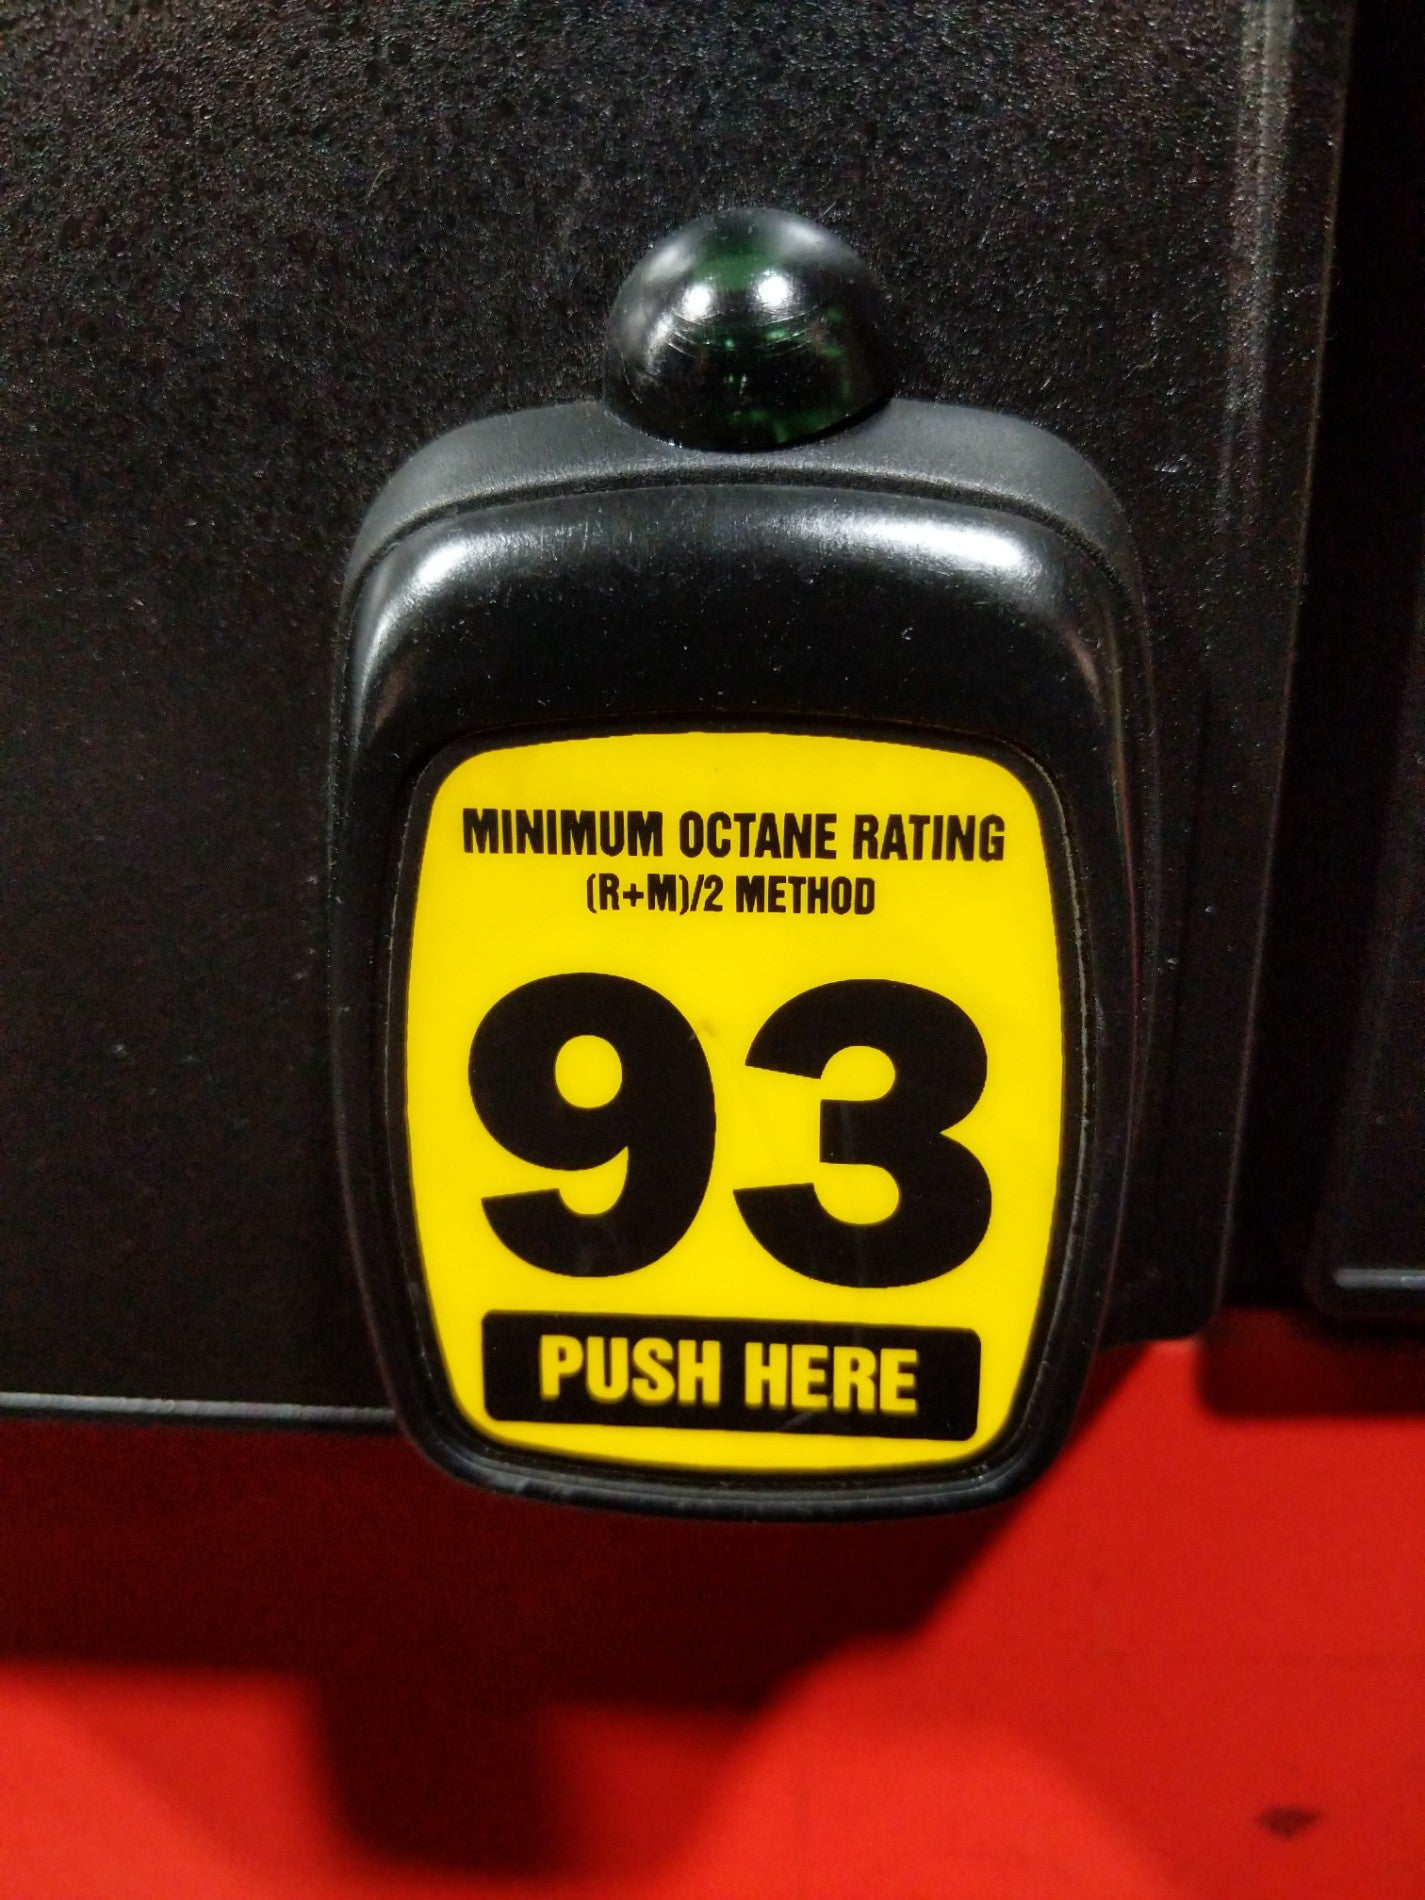 MINIMUM OCTANE RATING
(R+M)/2 METHOD
93
PUSH HERE